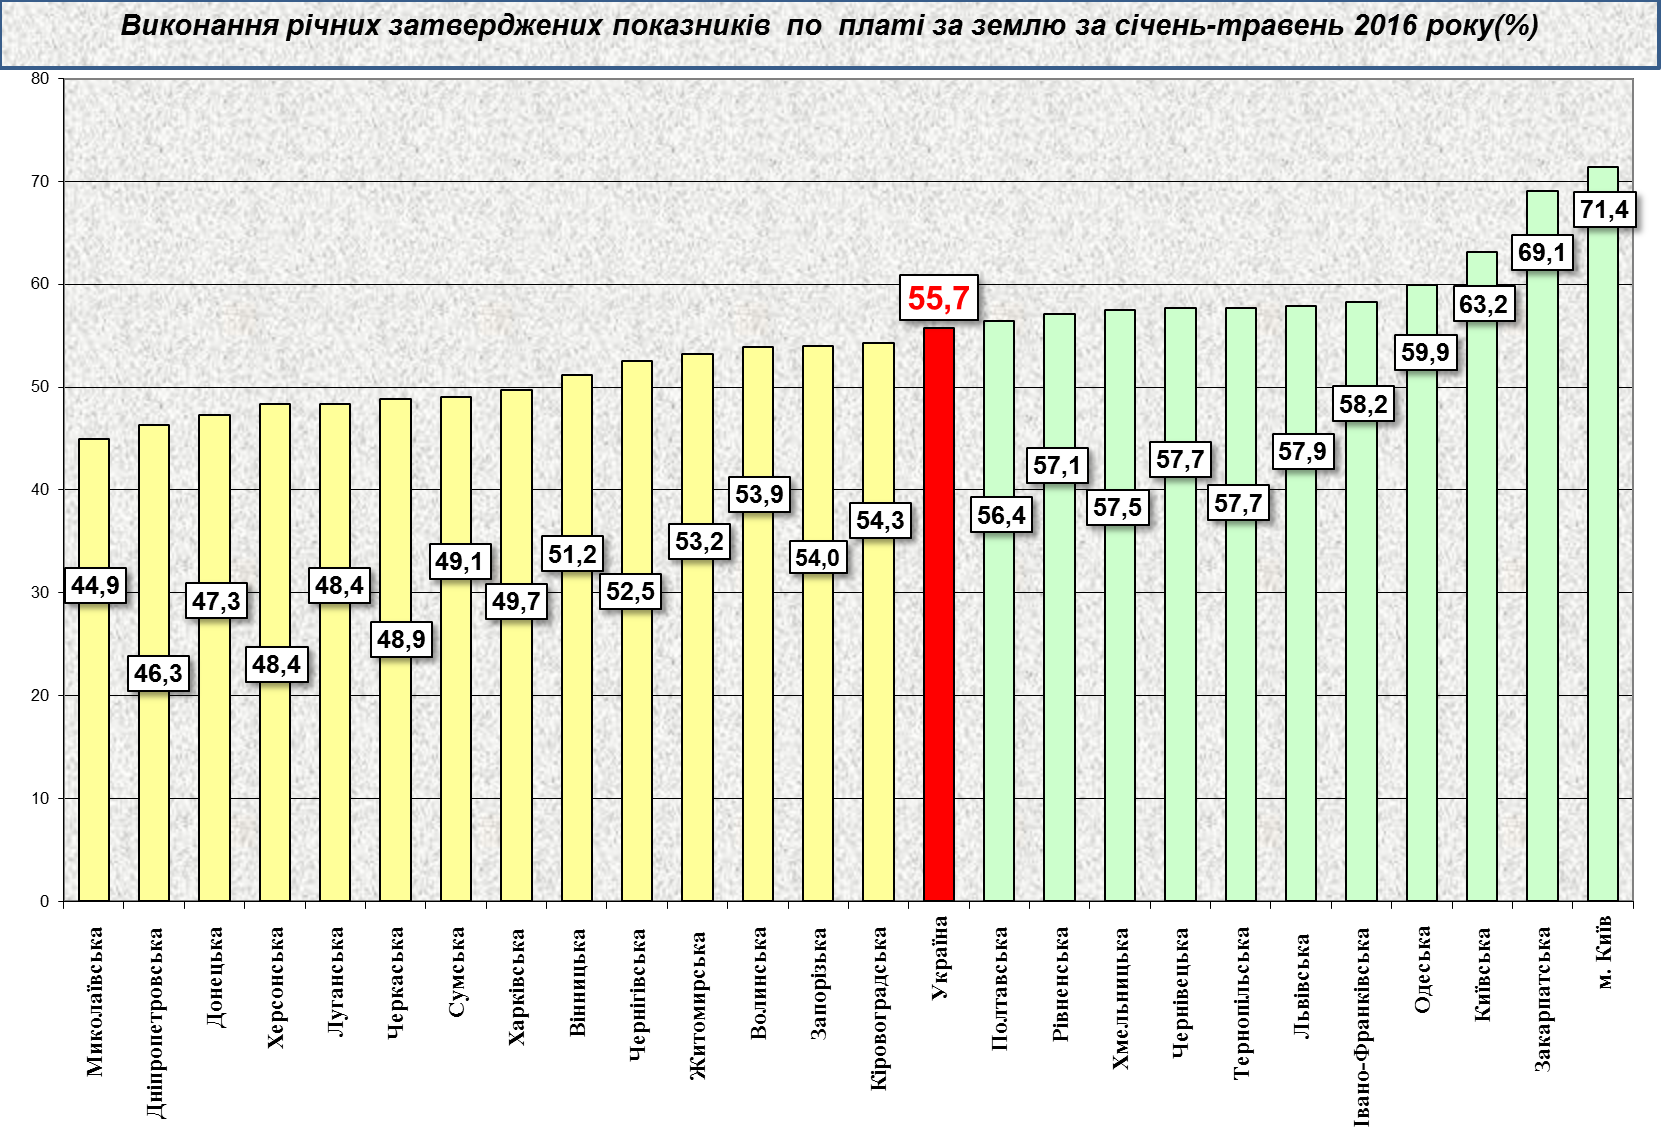 Виконання річних затверджених показників по платі за землю за січень-травень 2016 року(%)
80
70
60
50
40
30
20
10
0
44,9
46,3
47,3
48,4
48,4
48,9
49,1
49,7
51,2
52,5
53,2
53,9
54,0
54,3
55,7
56,4
57,1
57,5
57,7
57,7
57,9
58,2
59,9
63,2
69,1
71,4
Миколаївська
Дніпропетровська
Донецька
Херсонська
Луганська
Черкаська
Сумська
Харківська
Вінницька
Чернігівська
Житомирська
Волинська
Запорізька
Кіровоградська
Україна
Полтавська
Рівненська
Хмельницька
Чернівецька
Тернопільська
Львівська
Івано-Франківська
Одеська
Київська
Закарпатська
м. Київ